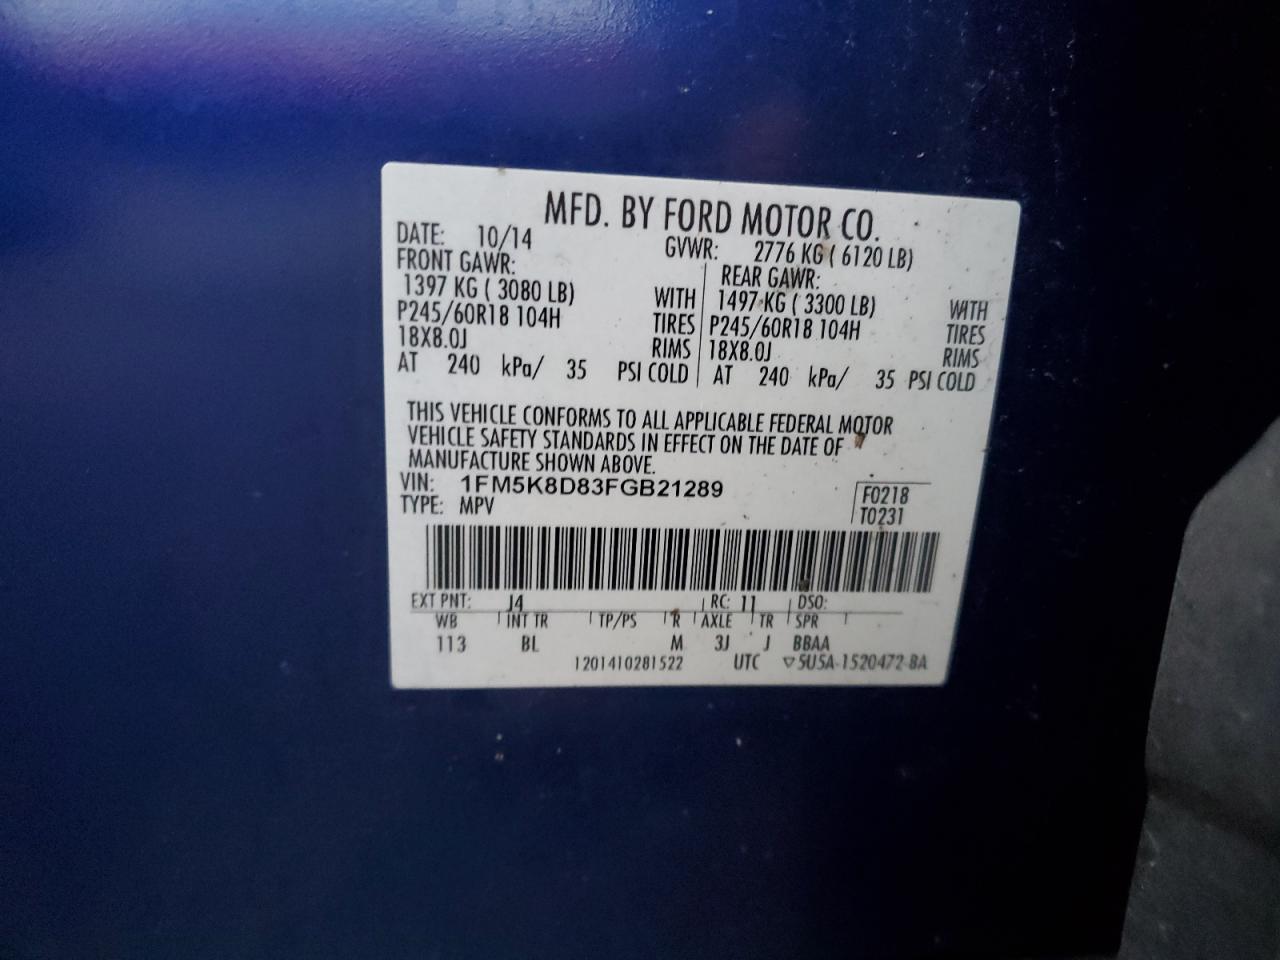 MFD. BY FORD MOTOR CO.
DATE: 10/14 GVWR: 2776 KG ( 6120 LB)
FRONT GAWR: REAR GAWR:
1397 KG ( 3080 LB) WITH 1497 KG ( 3300 LB) WITH
P245/60R18 104H TIRES P245/60R18 104H TIRES
18X8.0J RIMS 18X8.0J RIMS
AT 240 kPa/ 35 PSI COLD AT 240 kPa/ 35 PSI COLD
THIS VEHICLE CONFORMS TO ALL APPLICABLE FEDERAL MOTOR
VEHICLE SAFETY STANDARDS IN EFFECT ON THE DATE OF
MANUFACTURE SHOWN ABOVE.
VIN: 1FM5K8D83FGB21289 F0218
TYPE: MPV T0231
EXT PNT: J4 RC: 11 DSO:
WB INT TR TP/PS R AXLE TR SPR
113 BL M 3J J BBAA
1201410281522 UTC ▽5U5A-1520472-BA